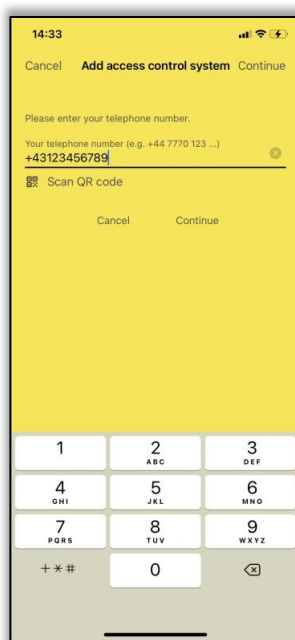 14:33
Cancel Add access control system Continue
Please enter your telephone number.
Your telephone number (e.g. +44 7770 123 ...)
+43123456789
Scan QR code
Cancel Continue
1 2 3
ABC DEF
4 5 6
GHI JKL MNO
7 8 9
PQRS TUV WXYZ
+*# 0